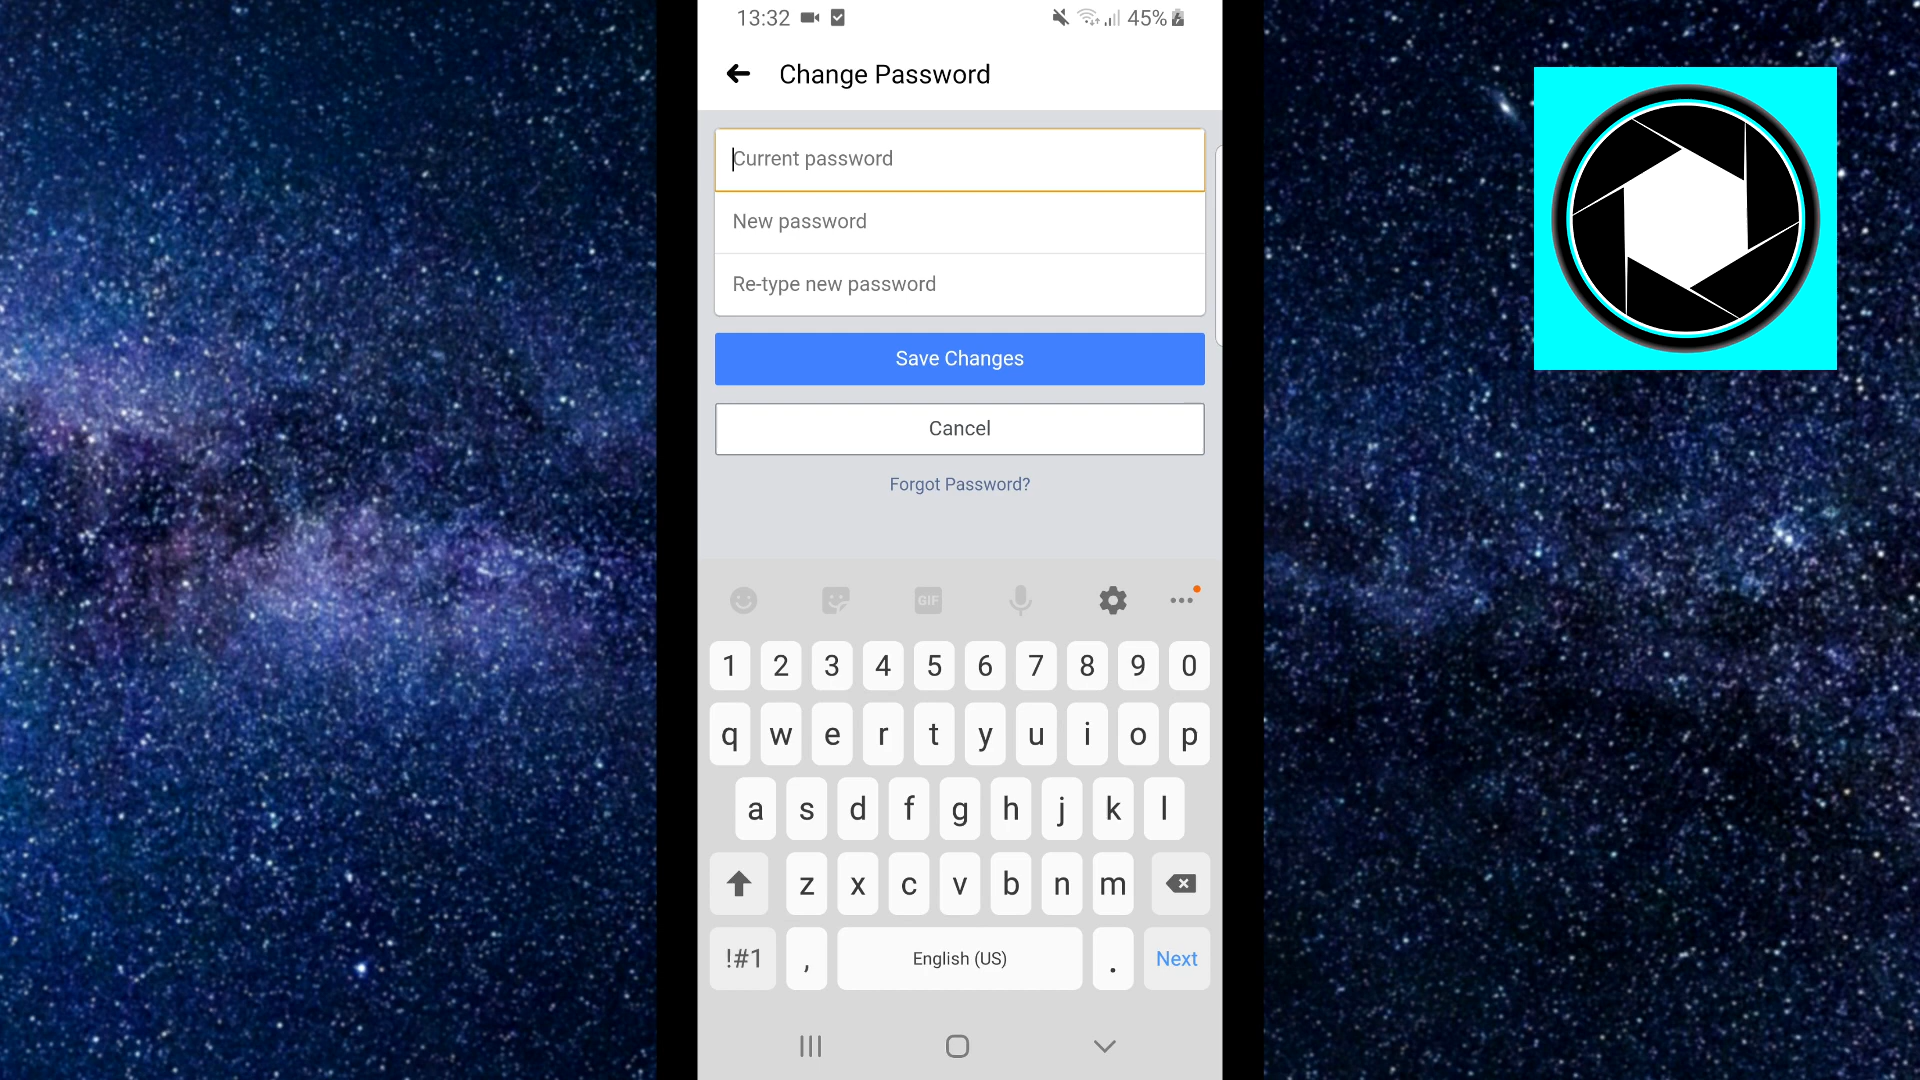 13:32 45%
Change Password
Current password
New password
Re-type new password
Save Changes
Cancel
Forgot Password?
GIF
1 2 3 4 5 6 7 8 9 0
q w e r t y u i o p
a s d f g h j k l
z x c v b n m
!#1 , English (US) . Next